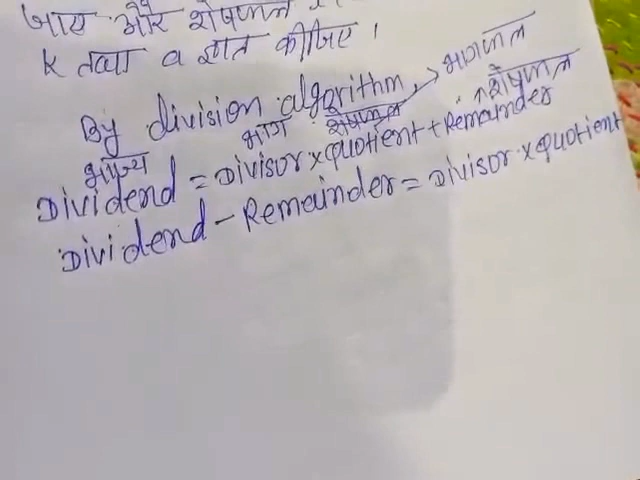 जाए और शेषफल
K तथा a ज्ञात कीजिए ।
By division algorithm, → भागफल
भाज्य भाग शेषफल ↑ शेषफल
Dividend = Divisor × quotient + Remainder
Dividend - Remainder = Divisor × quotient